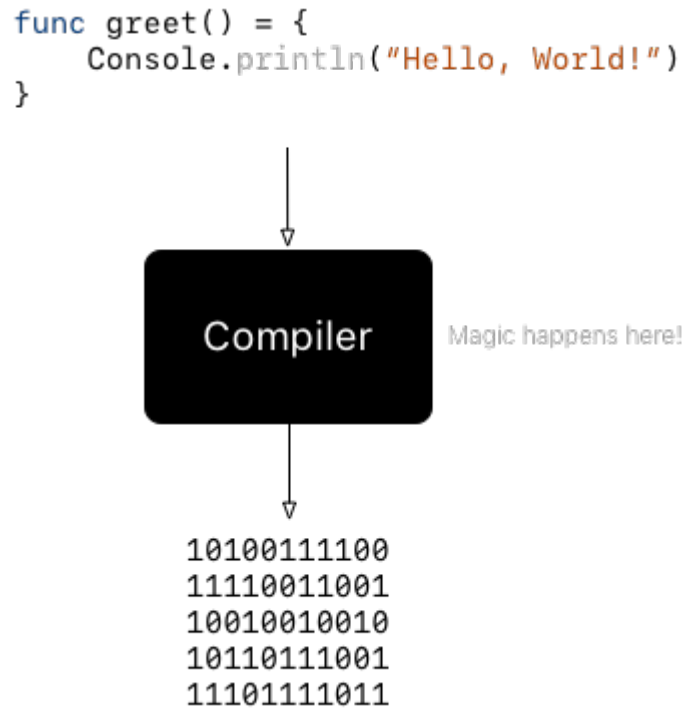 func greet() = {
    Console.println("Hello, World!")
}
Compiler
Magic happens here!
10100111100
11110011001
10010010010
10110111001
11101111011